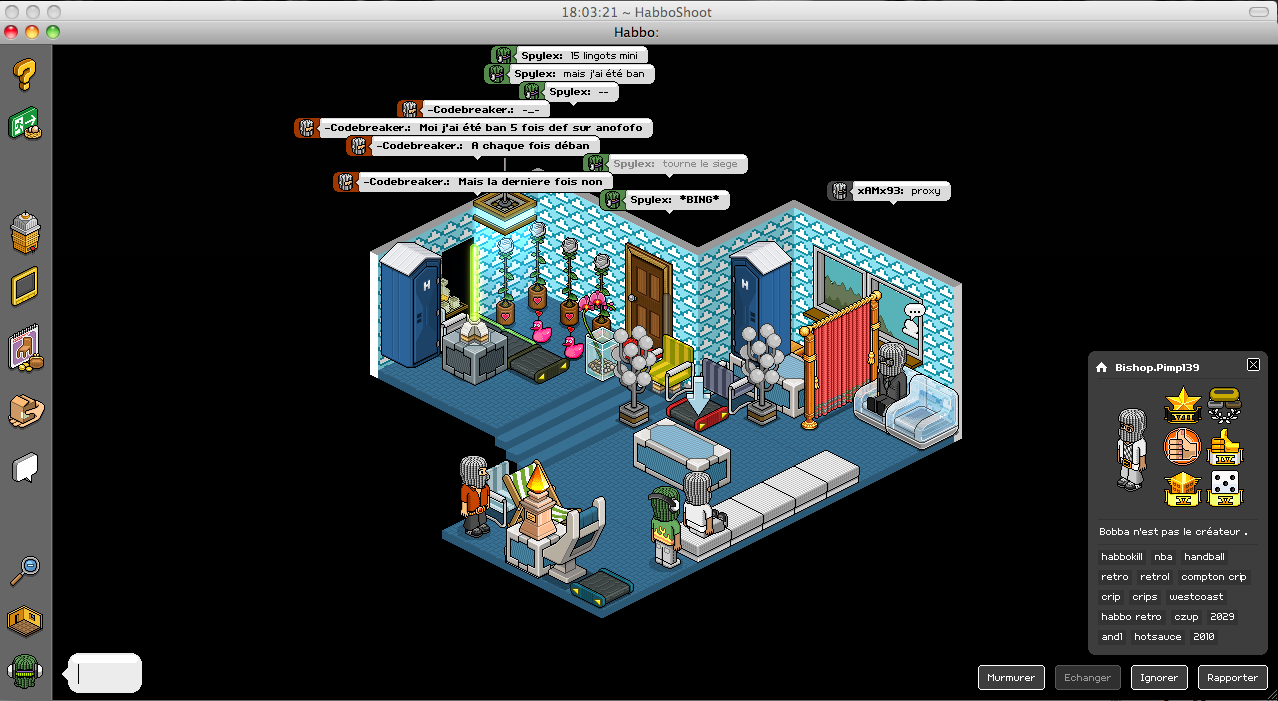 18:03:21 ~ HabboShoot
Habbo:
Spylex: 15 lingots mini
Spylex: mais j'ai été ban
Spylex: --
-Codebreaker.: -_-
-Codebreaker.: Moi j'ai été ban 5 fois def sur anofofo
-Codebreaker.: A chaque fois déban
Spylex: tourne le siege
-Codebreaker.: Mais la derniere fois non
xAMx93: proxy
Spylex: *BING*
H
H
...
Bishop.Pimp139
Bobba n'est pas le créateur .
habbokill nba handball
retro retrol compton crip
crip crips westcoast
habbo retro czup 2029
and1 hotsauce 2010
Murmurer Echanger Ignorer Rapporter